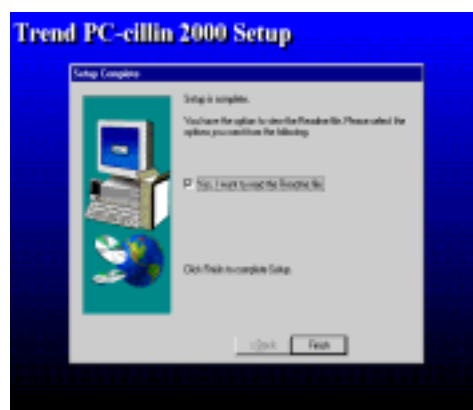 Trend PC-cillin 2000 Setup
Setup Complete
Setup is complete.
You have the option to view the Readme file. Please select the
options you want from the following.
Yes, I want to read the Readme file.
Click Finish to complete Setup.
< Back
Finish